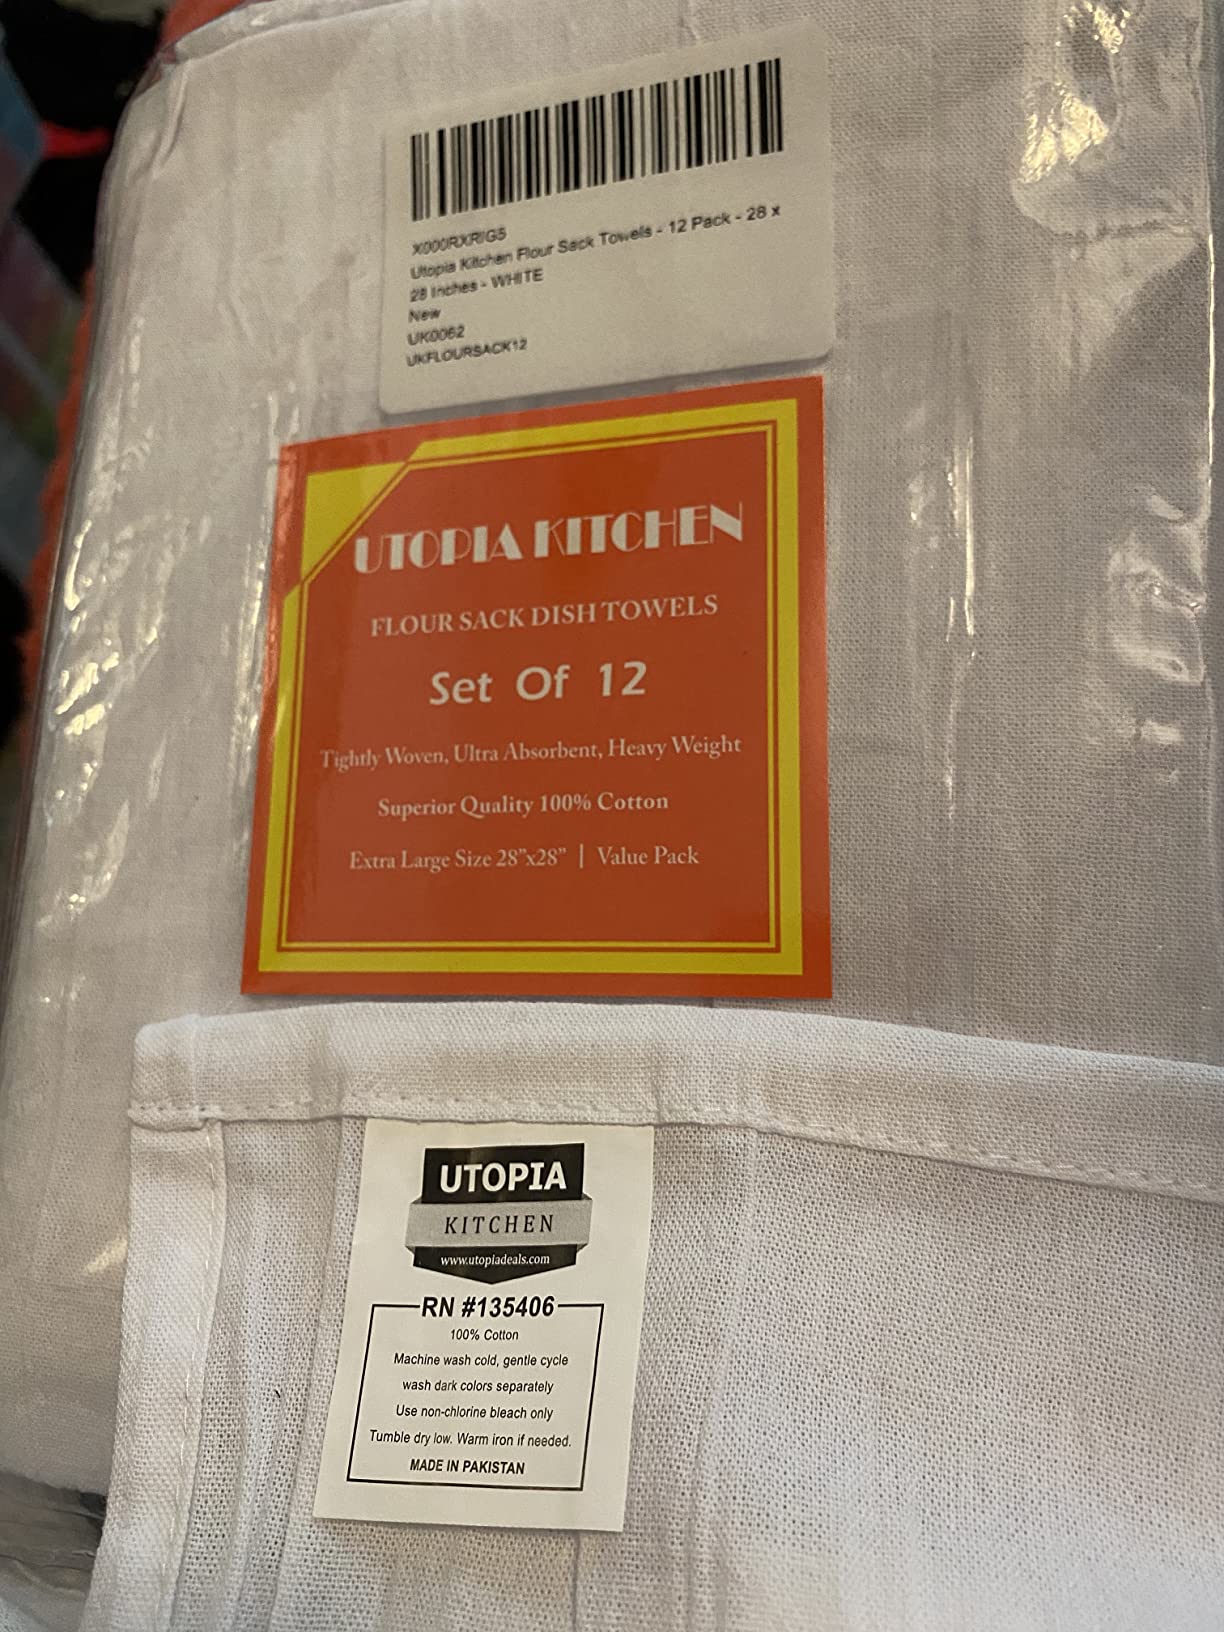 X000RXRIG5
Utopia Kitchen Flour Sack Towels - 12 Pack - 28 x
28 Inches - WHITE
New
UK0062
UKFLOURSACK12
UTOPIA KITCHEN
FLOUR SACK DISH TOWELS
Set Of 12
Tightly Woven, Ultra Absorbent, Heavy Weight
Superior Quality 100% Cotton
Extra Large Size 28”x28” | Value Pack
UTOPIA
KITCHEN
www.utopiadeals.com
RN #135406
100% Cotton
Machine wash cold, gentle cycle
wash dark colors separately
Use non-chlorine bleach only
Tumble dry low. Warm iron if needed.
MADE IN PAKISTAN